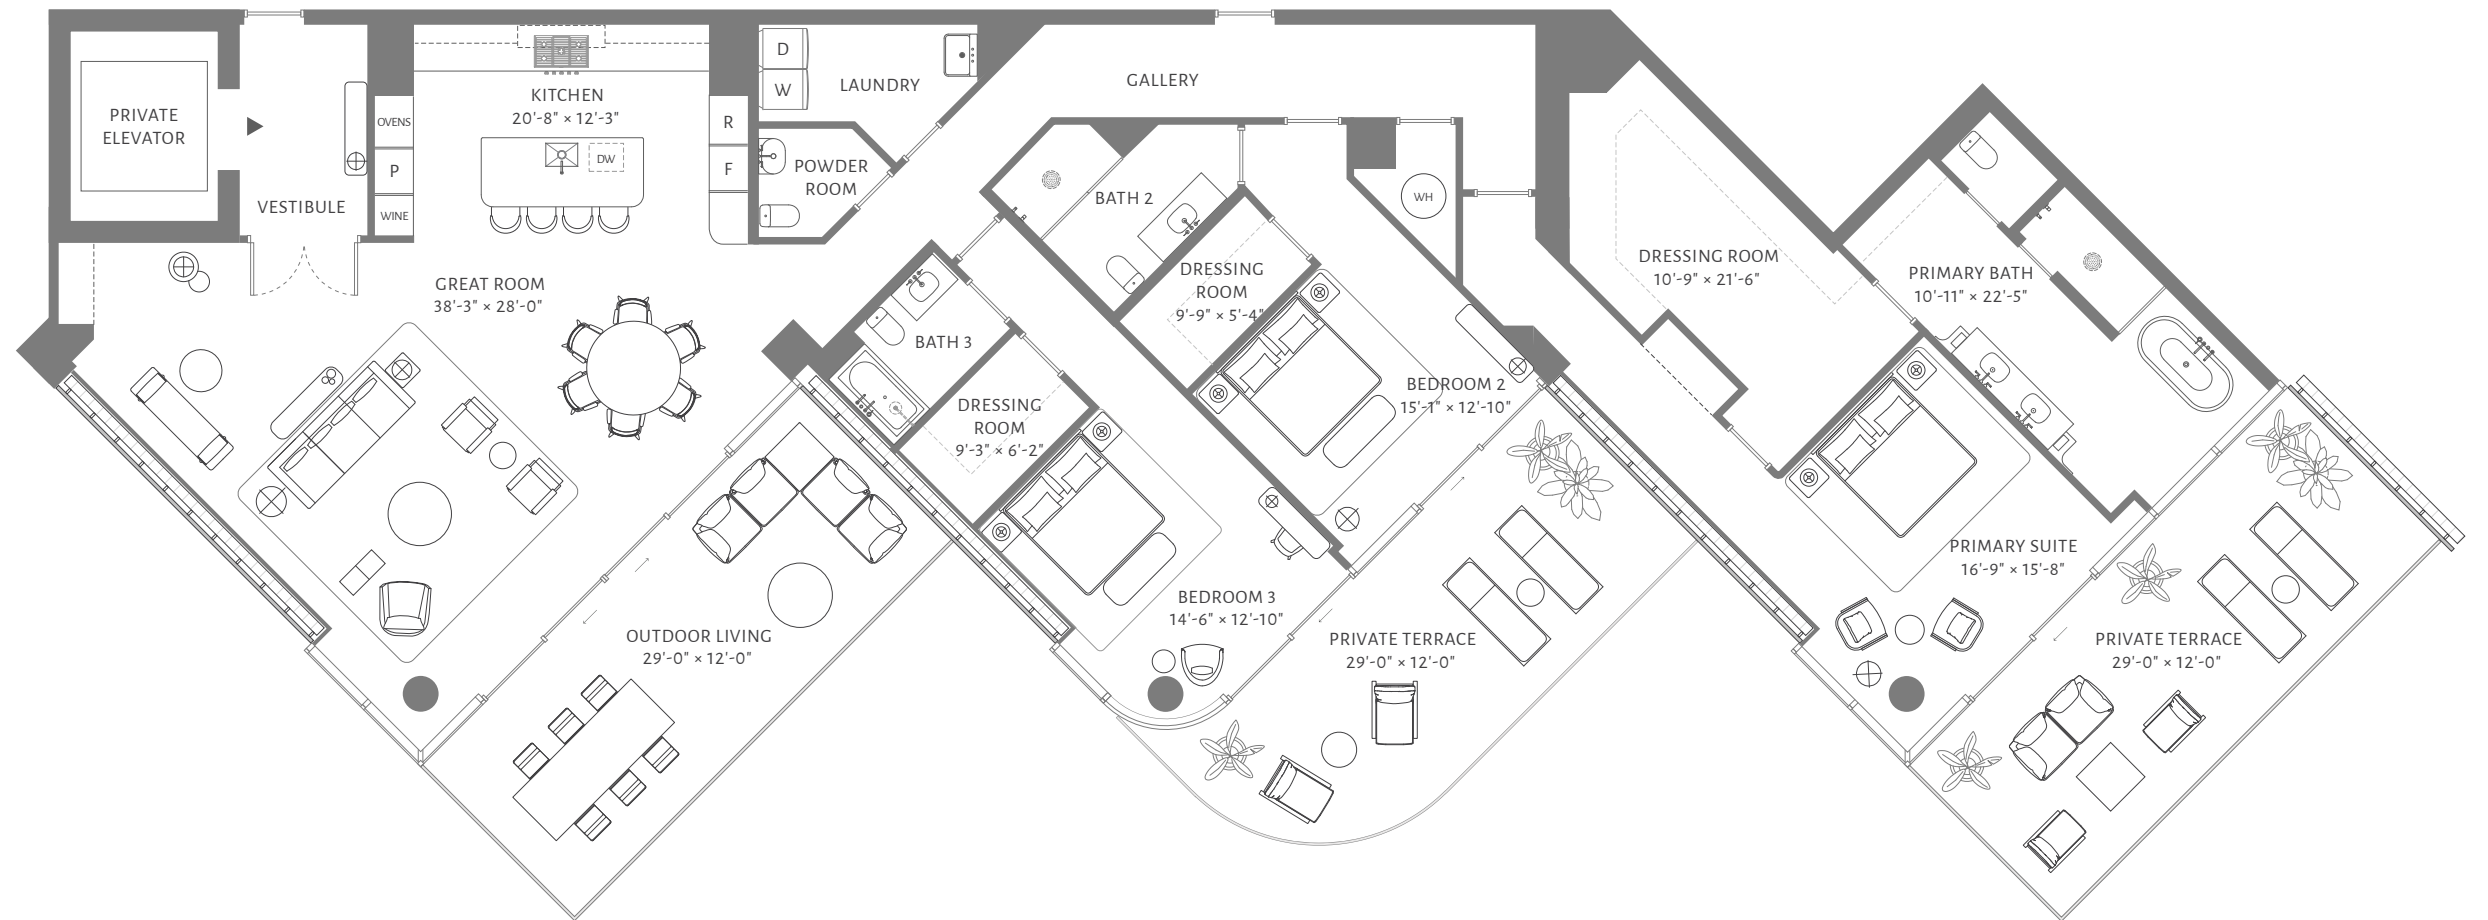 PRIVATE
ELEVATOR
VESTIBULE
OVENS
P
WINE
KITCHEN
20'-8" × 12'-3"
DW
R
F
D
W
LAUNDRY
POWDER
ROOM
GALLERY
GREAT ROOM
38'-3" × 28'-0"
OUTDOOR LIVING
29'-0" × 12'-0"
BATH 3
DRESSING
ROOM
9'-3" × 6'-2"
BEDROOM 3
14'-6" × 12'-10"
BATH 2
DRESSING
ROOM
9'-9" × 5'-4"
WH
BEDROOM 2
15'-1" × 12'-10"
PRIVATE TERRACE
29'-0" × 12'-0"
DRESSING ROOM
10'-9" × 21'-6"
PRIMARY BATH
10'-11" × 22'-5"
PRIMARY SUITE
16'-9" × 15'-8"
PRIVATE TERRACE
29'-0" × 12'-0"